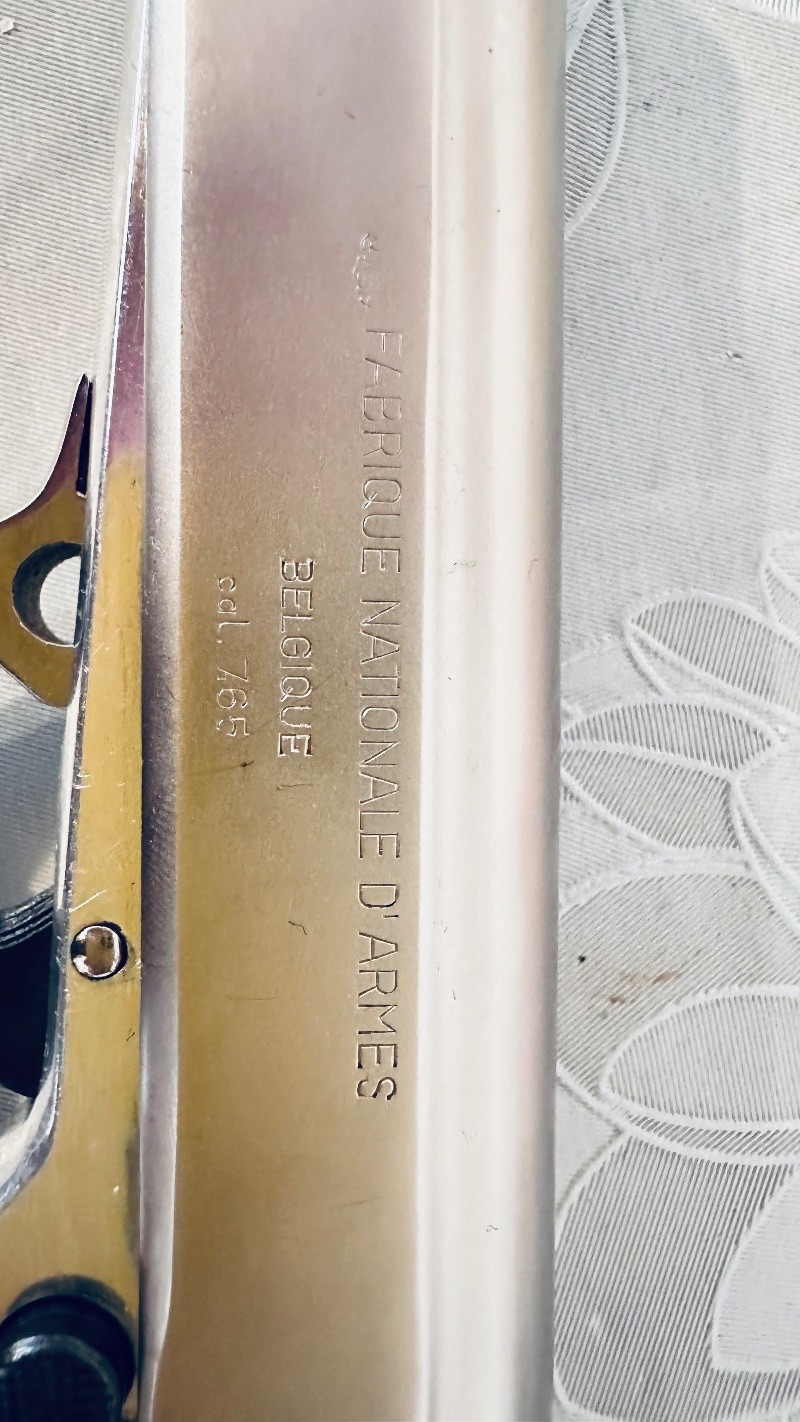 FABRIQUE NATIONALE D'ARMES
BELGIQUE
cal. 765